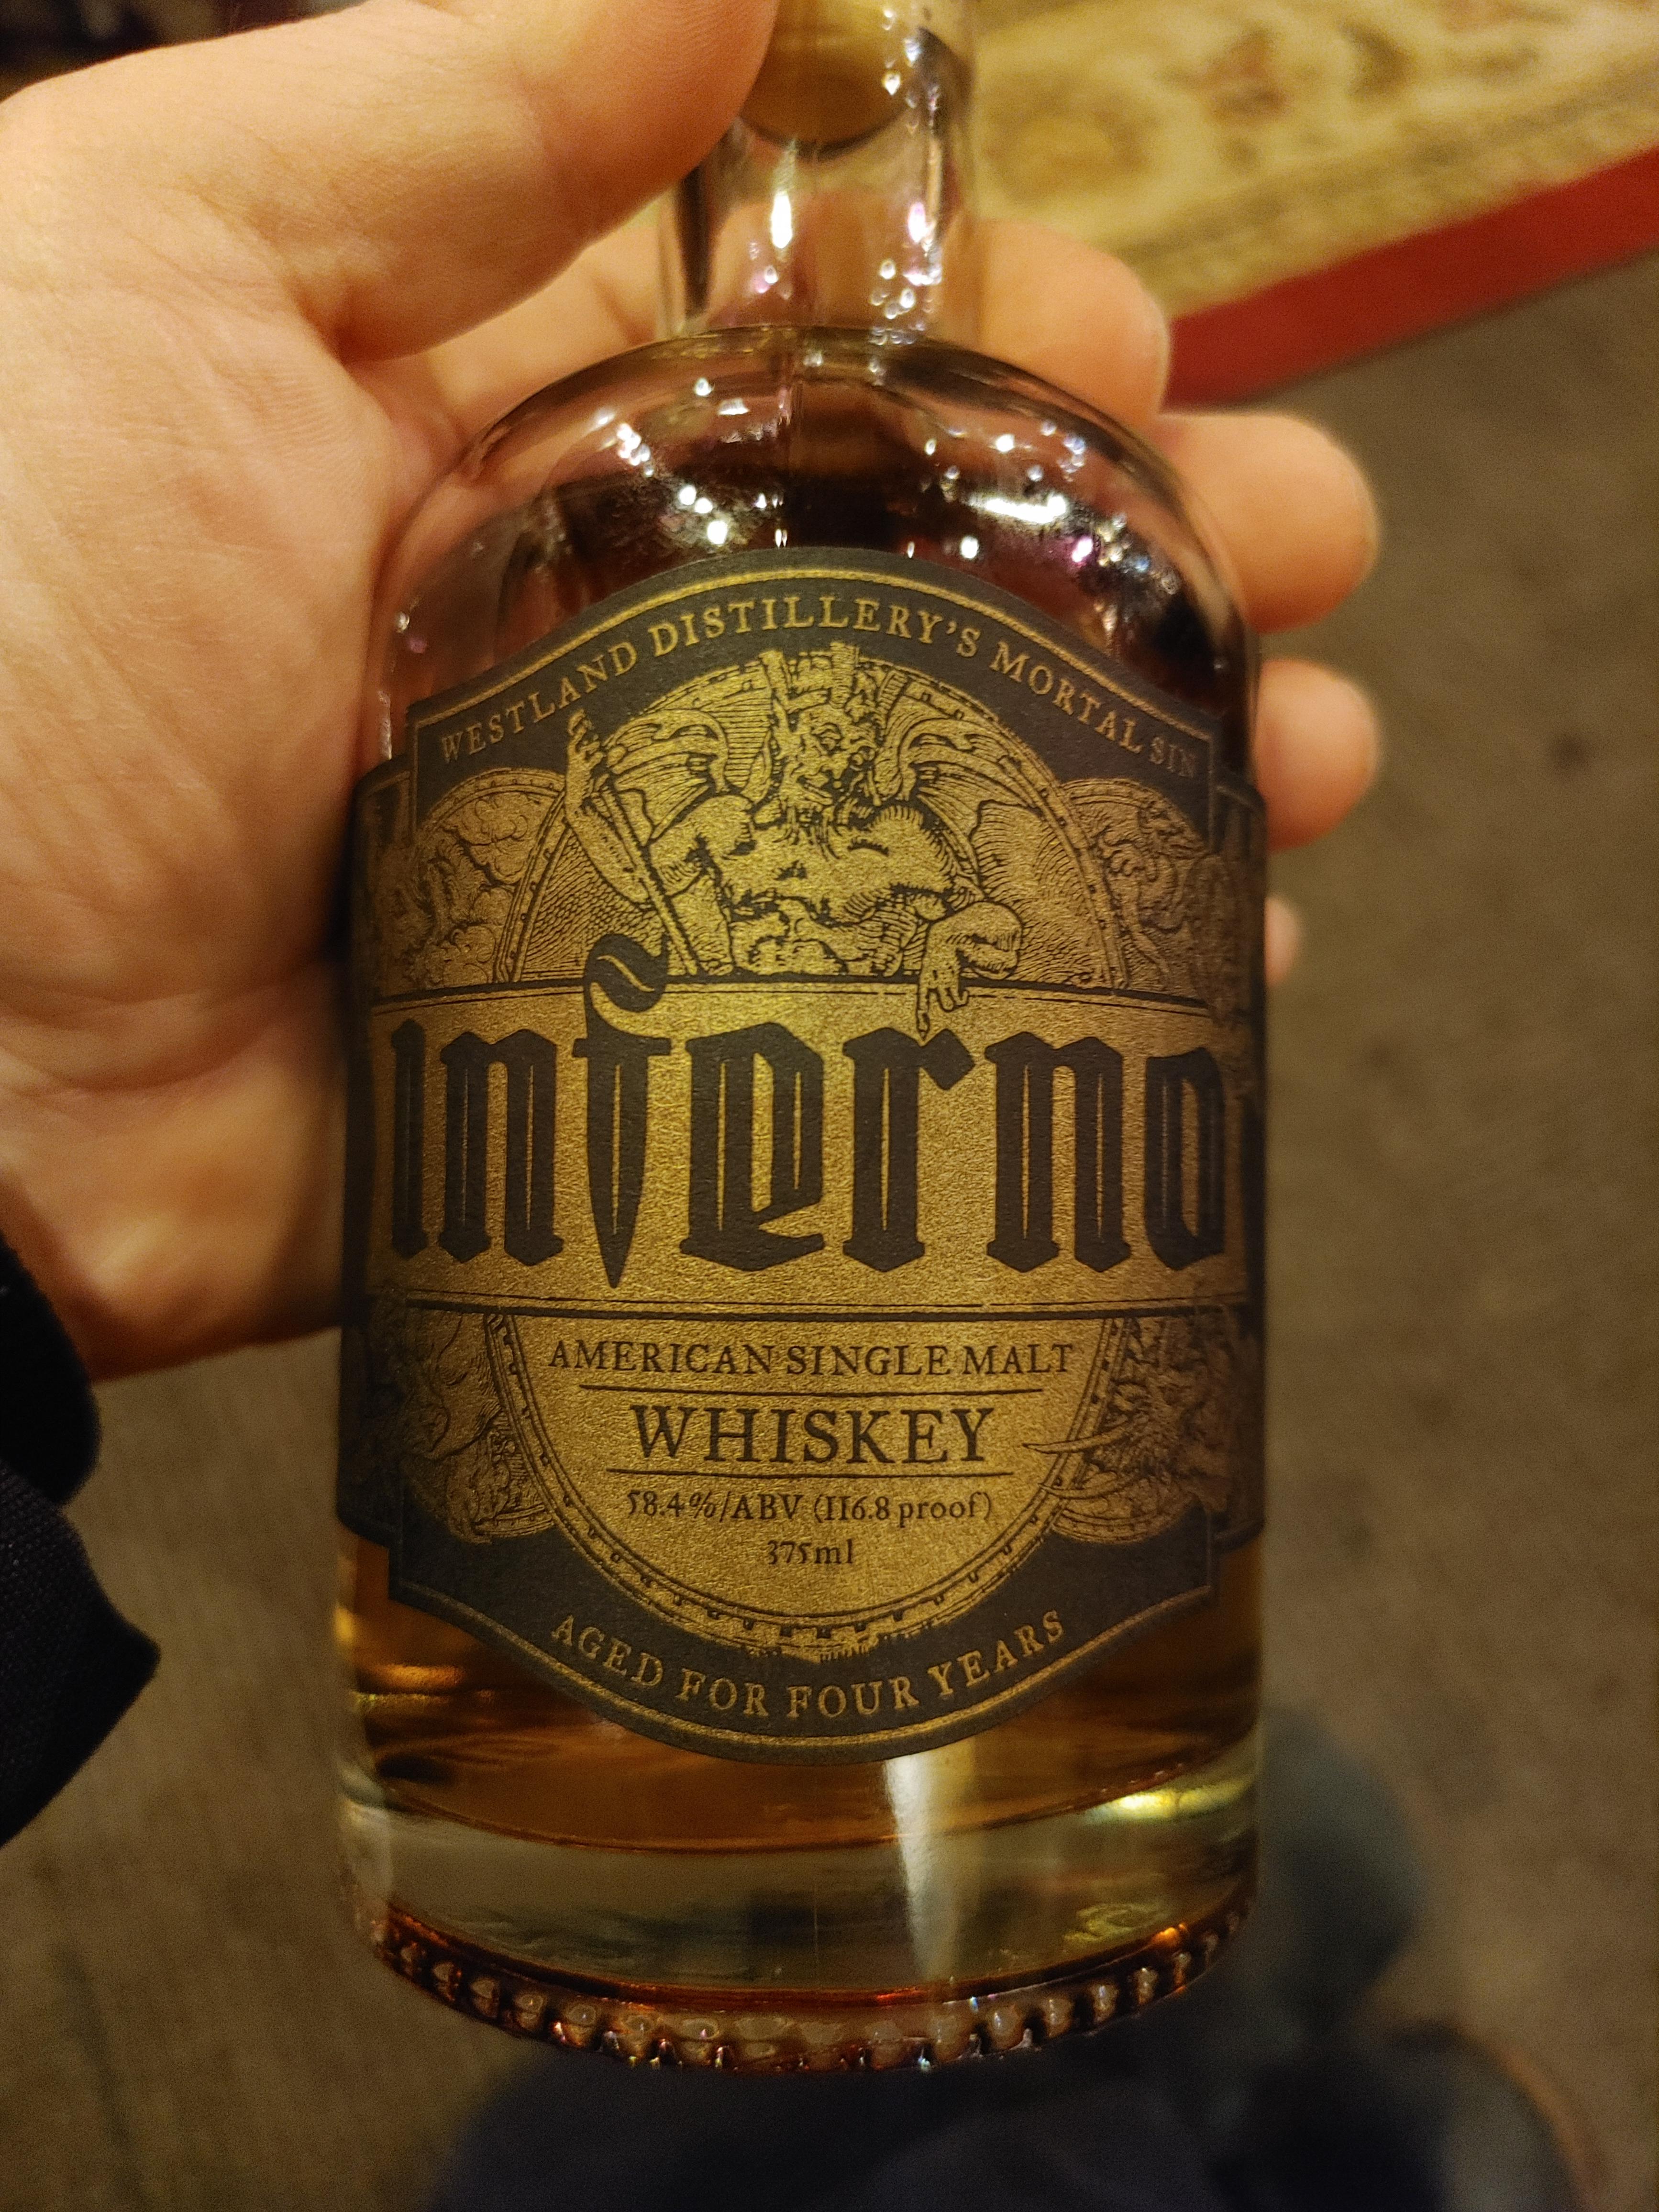 WESTLAND DISTILLERY'S MORTAL SIN
inferno
AMERICAN SINGLE MALT
WHISKEY
58.4%/ABV (116.8 proof)
375ml
AGED FOR FOUR YEARS